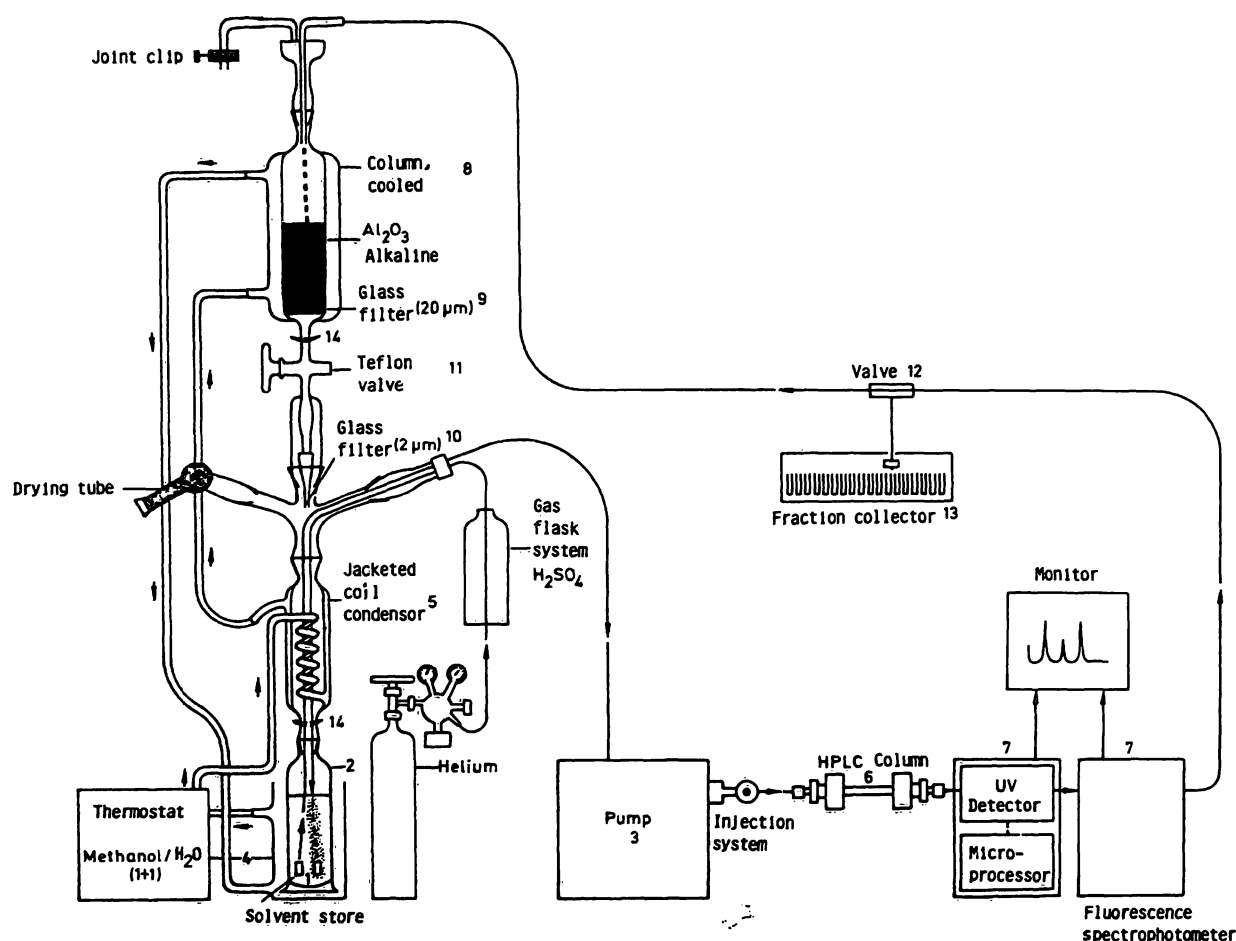 Joint clip
Column, 8
cooled
Al2O3
Alkaline
Glass
filter(20 µm) 9
14
Teflon 11
valve
Valve 12
Glass
filter(2 µm) 10
Drying tube
Fraction collector 13
Gas
flask
system
H2SO4
Jacketed
coil
condensor 5
Monitor
14
2
Helium
7 7
HPLC Column
6
Thermostat
Methanol/H2O
(1+1)
4
1
Solvent store
Pump
3
Injection
system
UV
Detector
Micro-
processor
Fluorescence
spectrophotometer